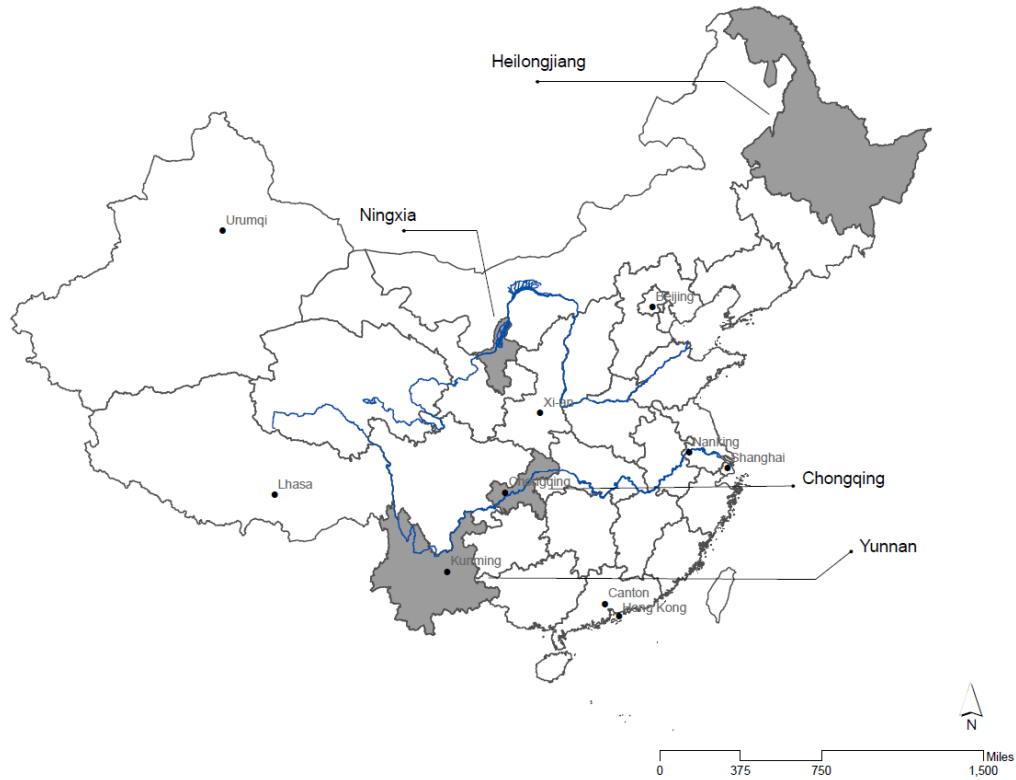 Heilongjiang
Ningxia
Urumqi
Beijing
Xi-an
Nanking
Shanghai
Lhasa
Chongqing
Chongqing
Yunnan
Kunming
Canton
Hong Kong
N
Miles
0 375 750 1,500